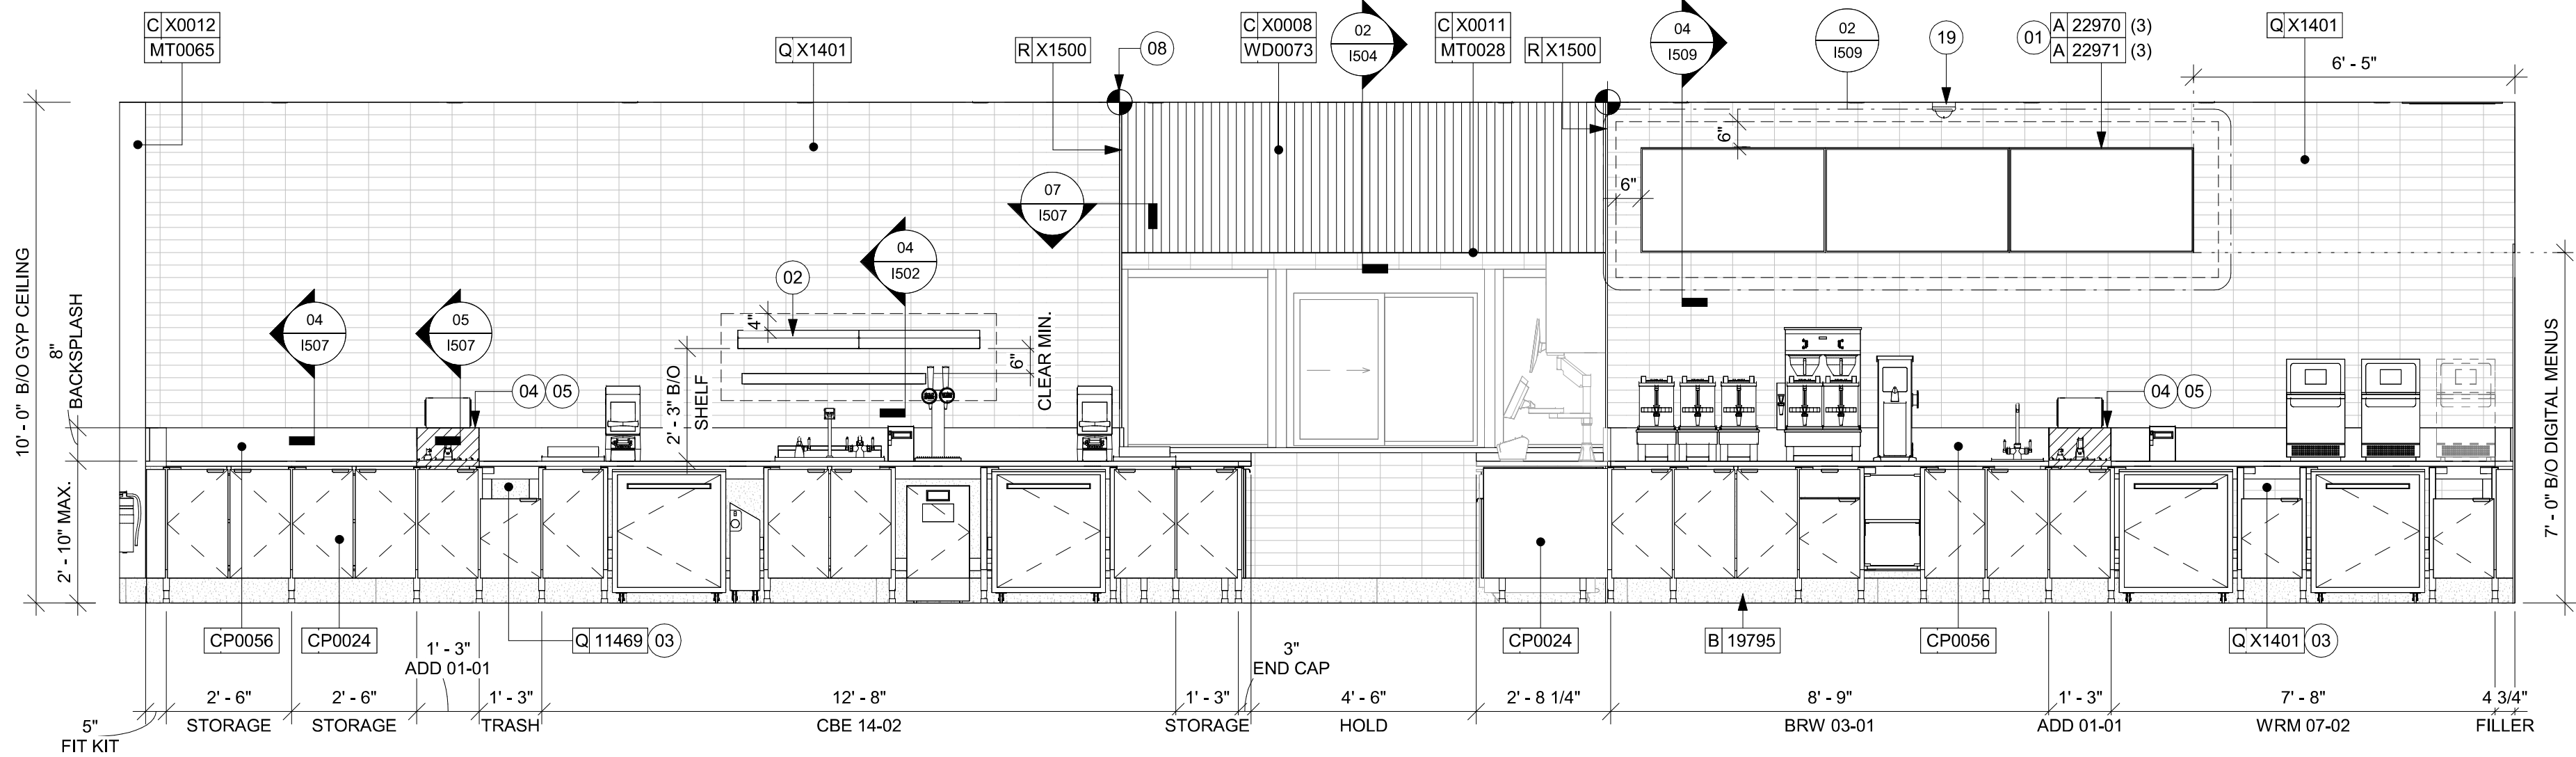 C X0012
MT0065
Q X1401
R X1500
08
C X0008
WD0073
02
I504
C X0011
MT0028
R X1500
04
I509
02
I509
19
01
A 22970 (3)
A 22971 (3)
Q X1401
6' - 5"
6"
6"
07
I507
04
I502
02
04
I507
05
I507
4"
6"
CLEAR MIN.
2' - 3" B/O
SHELF
04 05
04 05
10' - 0" B/O GYP CEILING
8"
BACKSPLASH
2' - 10" MAX.
7' - 0" B/O DIGITAL MENUS
CP0056
CP0024
Q 11469 03
CP0024
B 19795
CP0056
Q X1401 03
1' - 3"
ADD 01-01
3"
END CAP
5"
FIT KIT
2' - 6"
STORAGE
2' - 6"
STORAGE
1' - 3"
TRASH
12' - 8"
CBE 14-02
1' - 3"
STORAGE
4' - 6"
HOLD
2' - 8 1/4"
8' - 9"
BRW 03-01
1' - 3"
ADD 01-01
7' - 8"
WRM 07-02
4 3/4"
FILLER